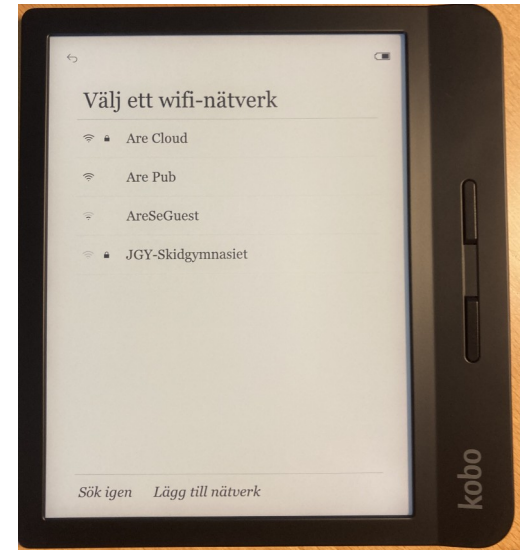 Välj ett wifi-nätverk
Are Cloud
Are Pub
AreSeGuest
JGY-Skidgymnasiet
Sök igen Lägg till nätverk
kobo